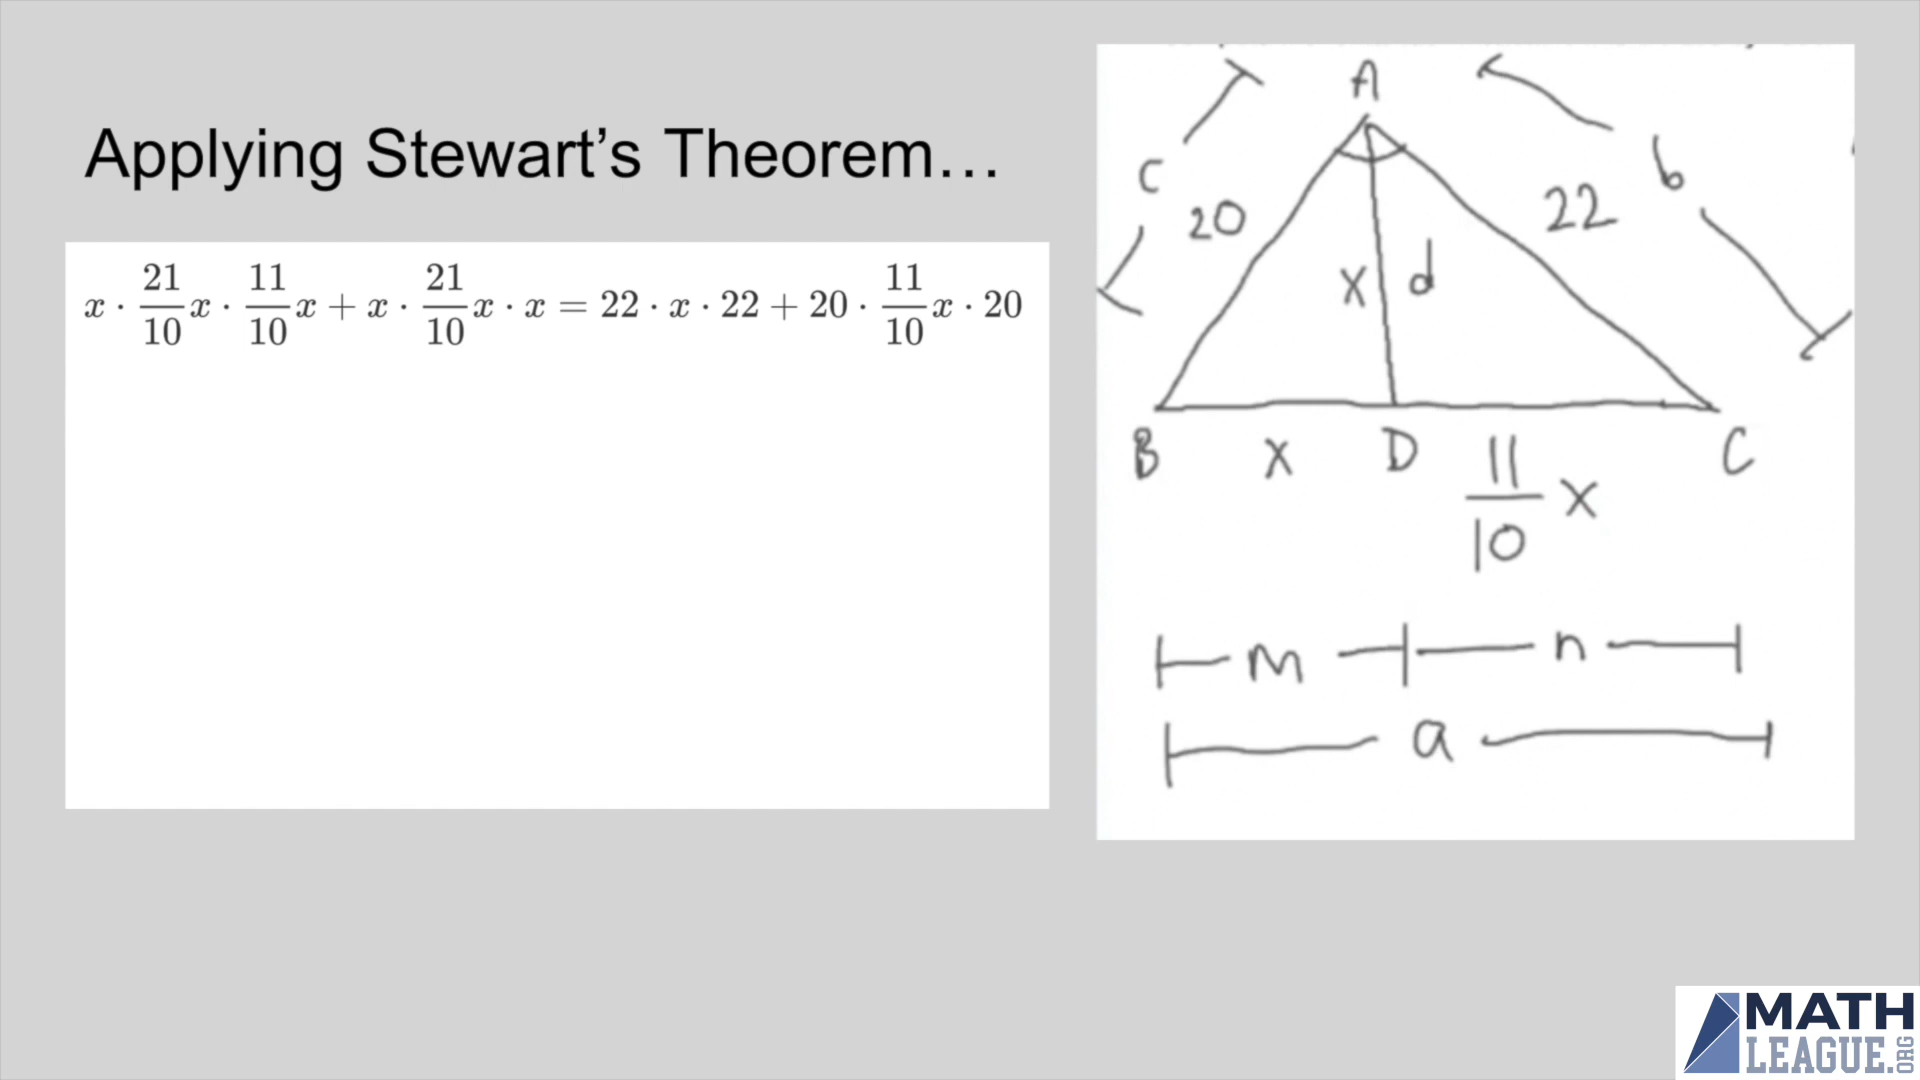 Applying Stewart’s Theorem…
x · 21/10 x · 11/10 x + x · 21/10 x · x = 22 · x · 22 + 20 · 11/10 x · 20
A
c
b
20
22
x d
B x D 11/10 x C
m n
a
MATH
LEAGUE.ORG